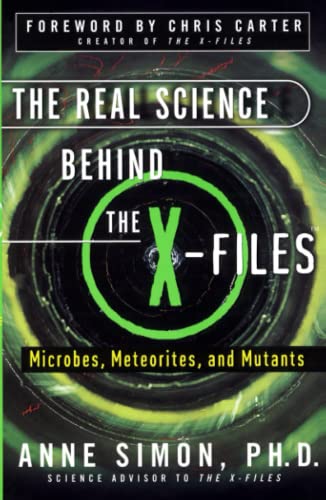 FOREWORD BY CHRIS CARTER
CREATOR OF THE X-FILES
THE REAL SCIENCE
BEHIND
THE X-FILES™
Microbes, Meteorites, and Mutants
ANNE SIMON, PH.D.
SCIENCE ADVISOR TO THE X-FILES